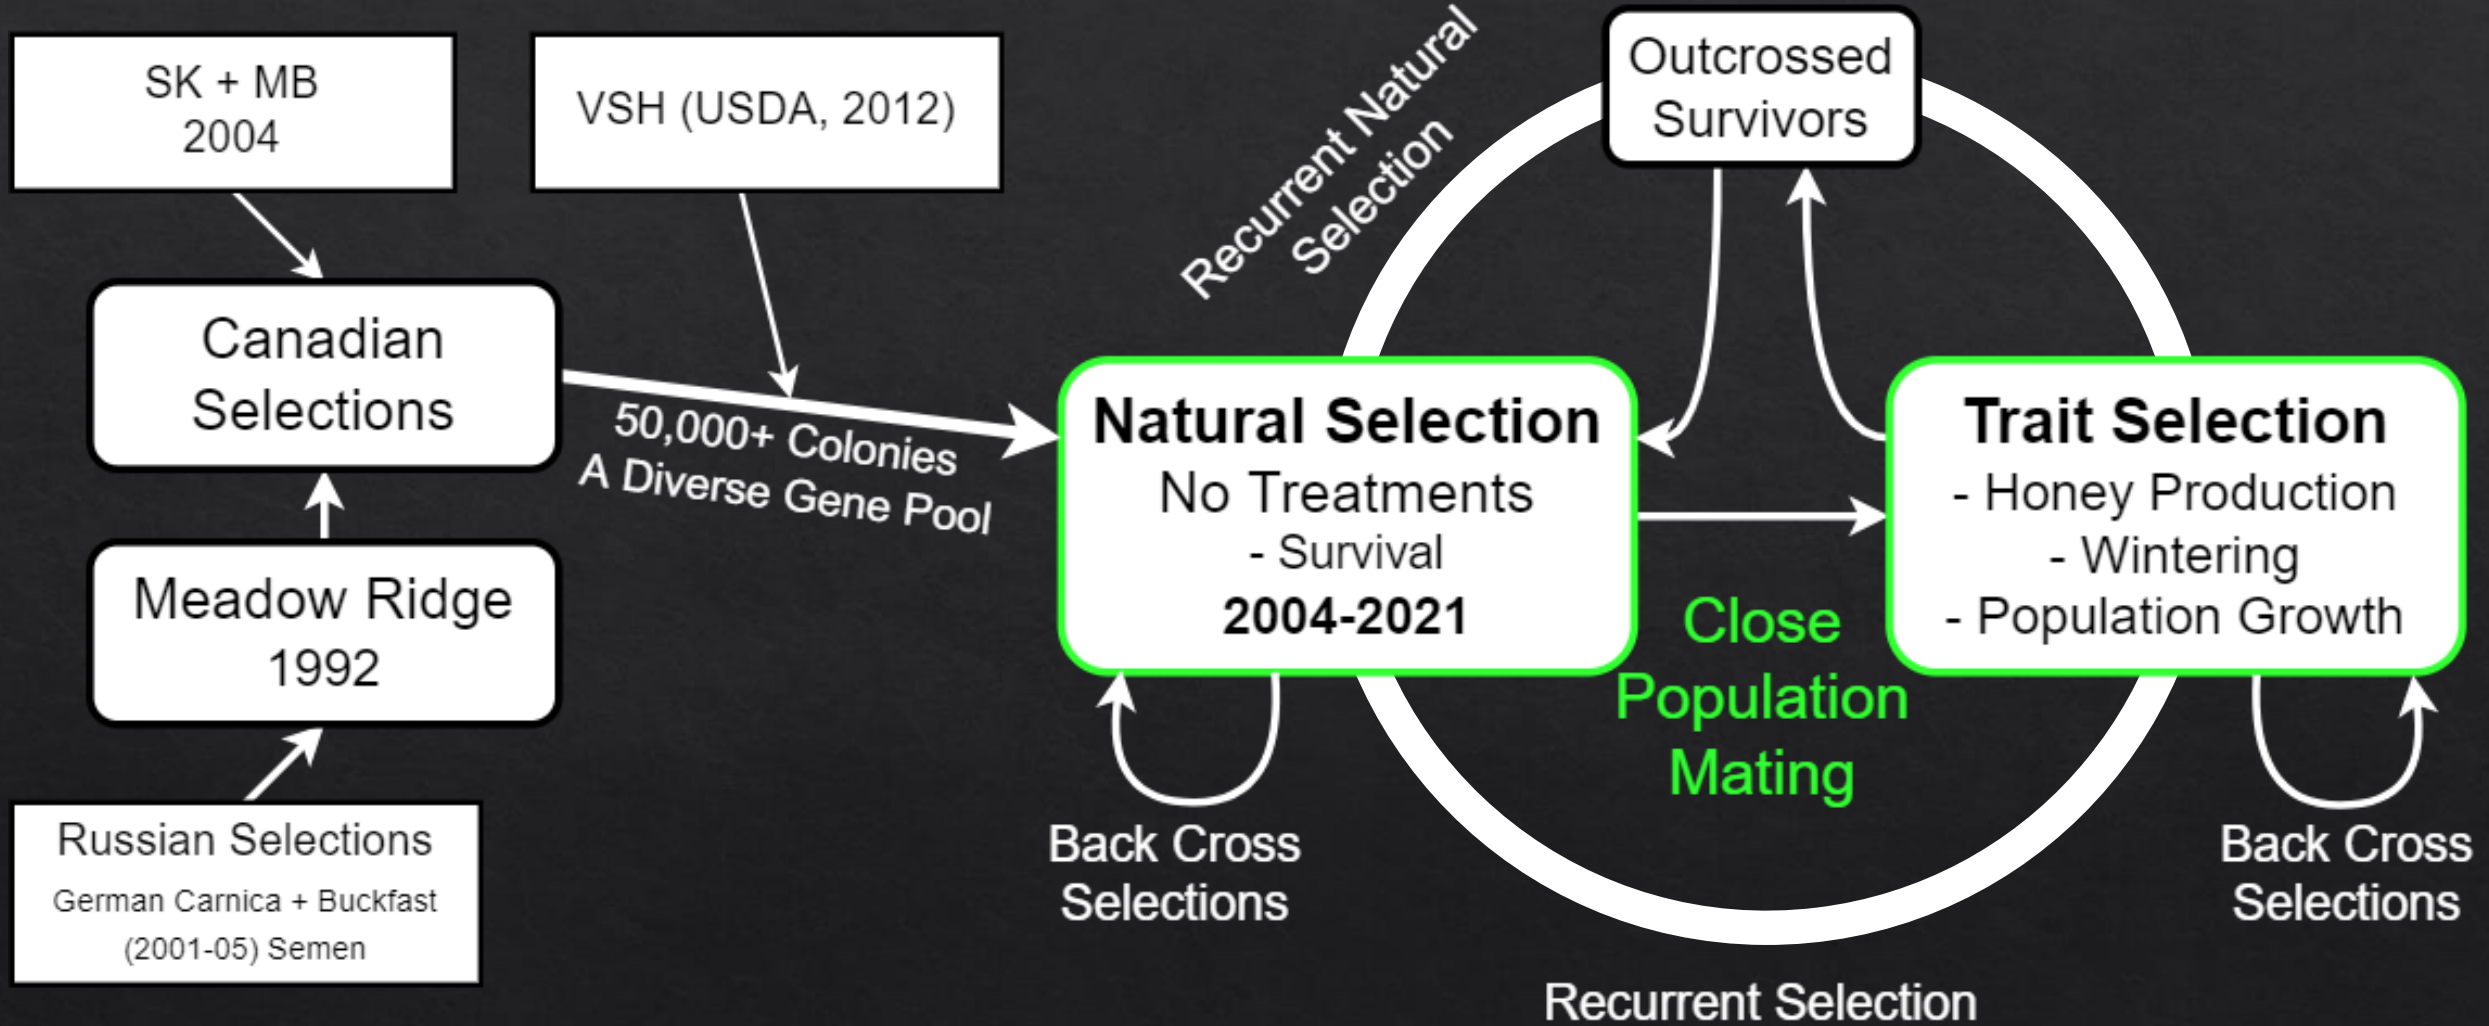 SK + MB
2004
VSH (USDA, 2012)
Canadian
Selections
50,000+ Colonies
A Diverse Gene Pool
Meadow Ridge
1992
Russian Selections
German Carnica + Buckfast
(2001-05) Semen
Recurrent Natural
Selection
Outcrossed
Survivors
Natural Selection
No Treatments
- Survival
2004-2021
Close
Population
Mating
Trait Selection
- Honey Production
- Wintering
- Population Growth
Back Cross
Selections
Back Cross
Selections
Recurrent Selection